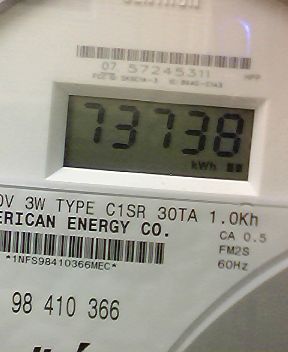 07 57245311
73738
kWh
V 3W TYPE C1SR 30TA 1.0Kh
ERICAN ENERGY CO.
CA 0.5
FM2S
60Hz
*1NFS98410366MEC*
98 410 366